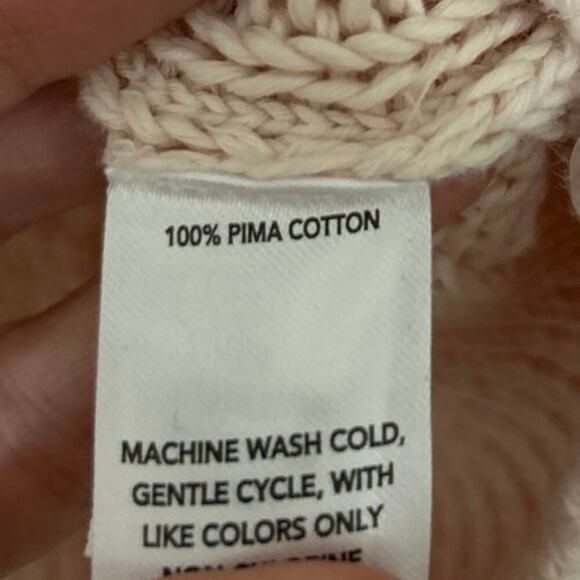 100% PIMA COTTON
MACHINE WASH COLD,
GENTLE CYCLE, WITH
LIKE COLORS ONLY